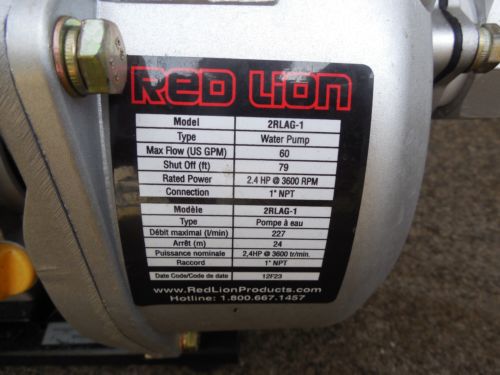 RED LION
Model 2RLAG-1
Type Water Pump
Max Flow (US GPM) 60
Shut Off (ft) 79
Rated Power 2.4 HP @ 3600 RPM
Connection 1" NPT
Modèle 2RLAG-1
Type Pompe à eau
Débit maximal (l/min) 227
Arrêt (m) 24
Puissance nominale 2,4HP @ 3600 tr/min.
Raccord 1" NPT
Date Code/Code de date 12F23
www.RedLionProducts.com
Hotline: 1.800.667.1457